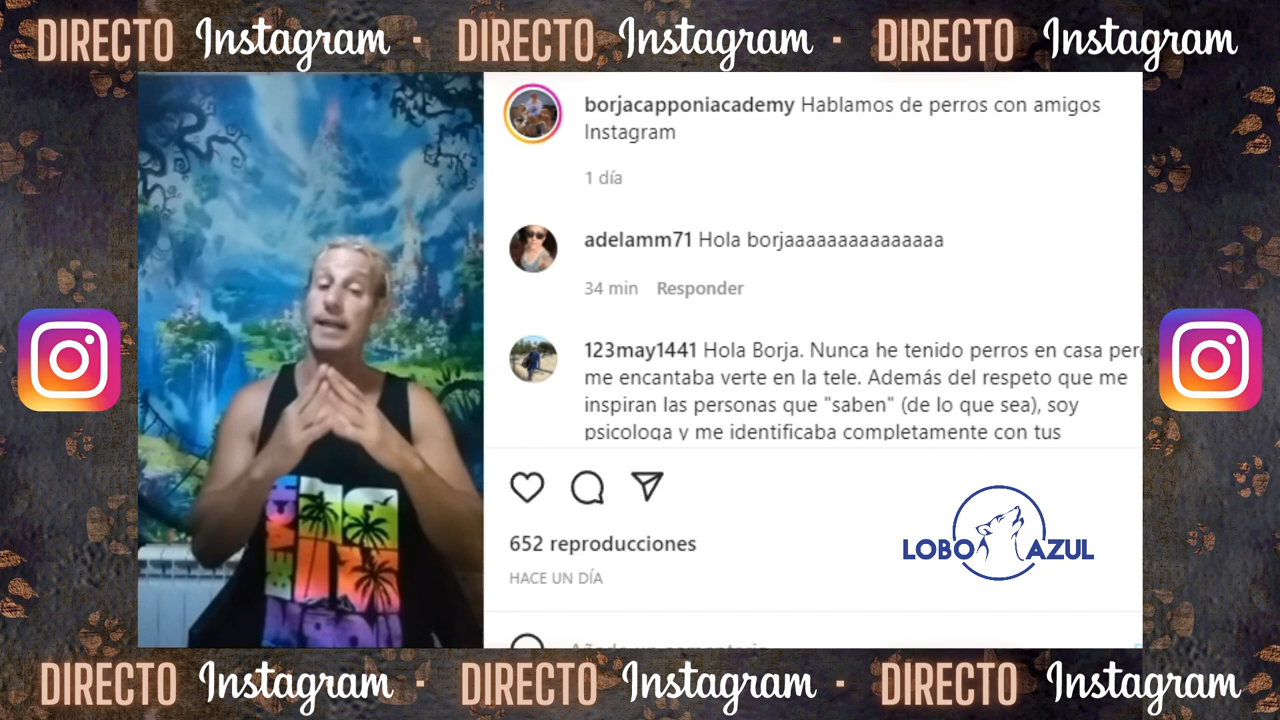 DIRECTO Instagram · DIRECTO Instagram · DIRECTO Instagram
borjacapponiacademy Hablamos de perros con amigos
Instagram
1 día
adelamm71 Hola borjaaaaaaaaaaaaaaa
34 min Responder
123may1441 Hola Borja. Nunca he tenido perros en casa pero
me encantaba verte en la tele. Además del respeto que me
inspiran las personas que "saben" (de lo que sea), soy
psicologa y me identificaba completamente con tus
652 reproducciones
HACE UN DÍA
LOBO AZUL
DIRECTO Instagram · DIRECTO Instagram · DIRECTO Instagram